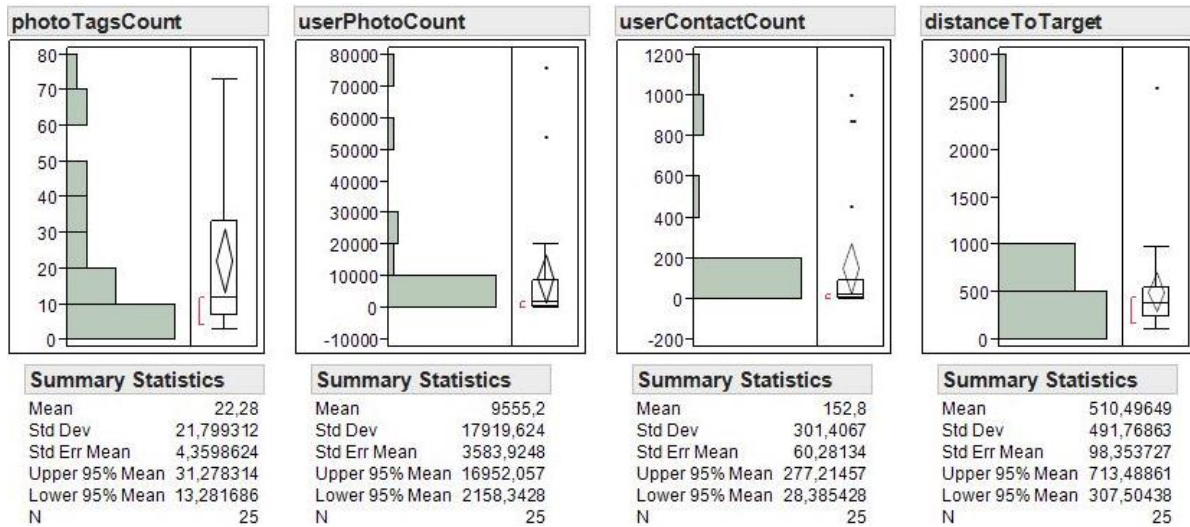 photoTagsCount
80
70
60
50
40
30
20
10
0
Summary Statistics
Mean 22,28
Std Dev 21,799312
Std Err Mean 4,3598624
Upper 95% Mean 31,278314
Lower 95% Mean 13,281686
N 25
userPhotoCount
80000
70000
60000
50000
40000
30000
20000
10000
0
-10000
Summary Statistics
Mean 9555,2
Std Dev 17919,624
Std Err Mean 3583,9248
Upper 95% Mean 16952,057
Lower 95% Mean 2158,3428
N 25
userContactCount
1200
1000
800
600
400
200
0
-200
Summary Statistics
Mean 152,8
Std Dev 301,4067
Std Err Mean 60,28134
Upper 95% Mean 277,21457
Lower 95% Mean 28,385428
N 25
distanceToTarget
3000
2500
2000
1500
1000
500
0
Summary Statistics
Mean 510,49649
Std Dev 491,76863
Std Err Mean 98,353727
Upper 95% Mean 713,48861
Lower 95% Mean 307,50438
N 25